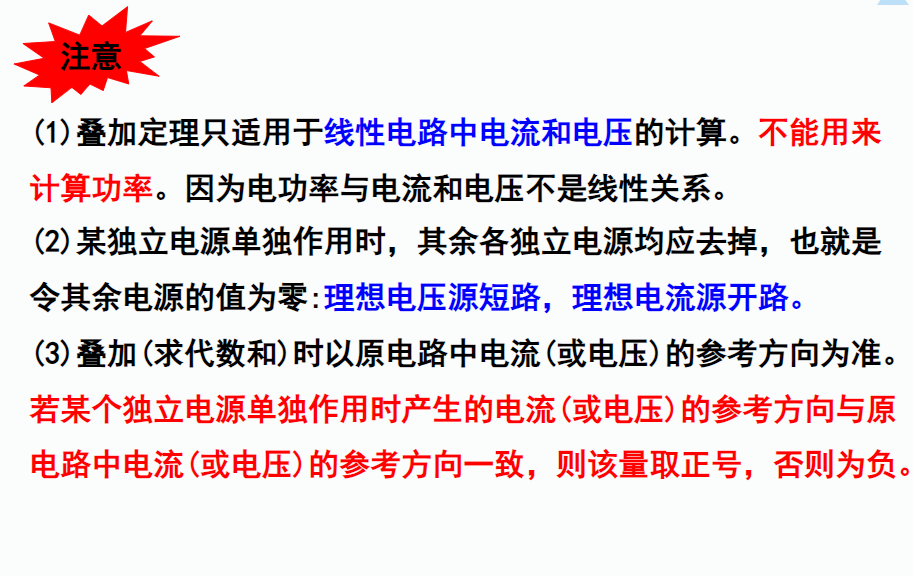 注意
(1)叠加定理只适用于线性电路中电流和电压的计算。不能用来
计算功率。因为电功率与电流和电压不是线性关系。
(2)某独立电源单独作用时，其余各独立电源均应去掉，也就是
令其余电源的值为零:理想电压源短路，理想电流源开路。
(3)叠加(求代数和)时以原电路中电流(或电压)的参考方向为准。
若某个独立电源单独作用时产生的电流(或电压)的参考方向与原
电路中电流(或电压)的参考方向一致，则该量取正号，否则为负。